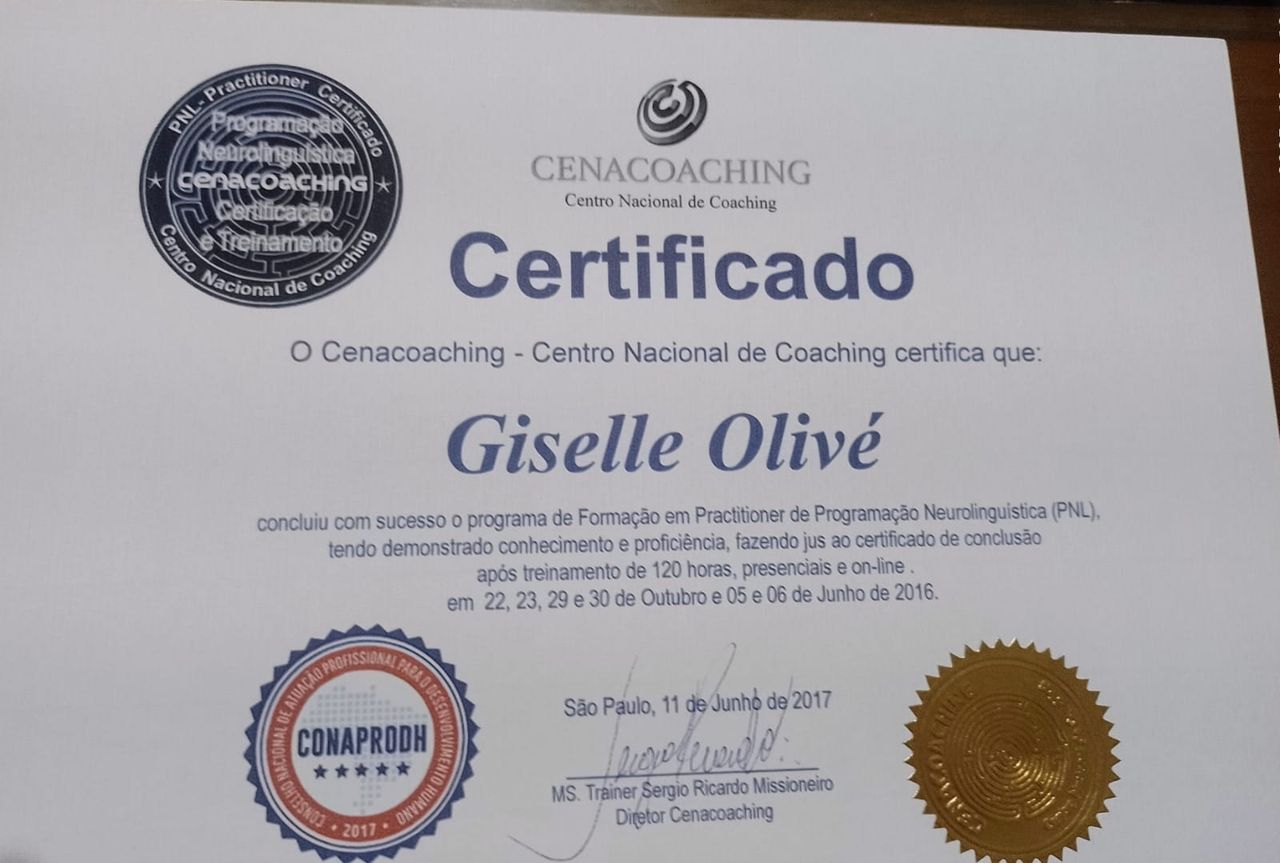 PNL- Practitioner Certificado
Programação
Neurolinguistica
CENACOACHING
Certificação
e Treinamento
Centro Nacional de Coaching
CENACOACHING
Centro Nacional de Coaching
Certificado
O Cenacoaching - Centro Nacional de Coaching certifica que:
Giselle Olivé
concluiu com sucesso o programa de Formação em Practitioner de Programação Neurolinguistica (PNL),
tendo demonstrado conhecimento e proficiência, fazendo jus ao certificado de conclusão
após treinamento de 120 horas, presenciais e on-line .
em 22, 23, 29 e 30 de Outubro e 05 e 06 de Junho de 2016.
CONSELHO NACIONAL DE ATUAÇÃO PROFISSIONAL PARA O DESENVOLVIMENTO HUMANO
CONAPRODH
• 2017 •
São Paulo, 11 de Junho de 2017
MS. Trainer Sergio Ricardo Missioneiro
Diretor Cenacoaching
CENACOACHING